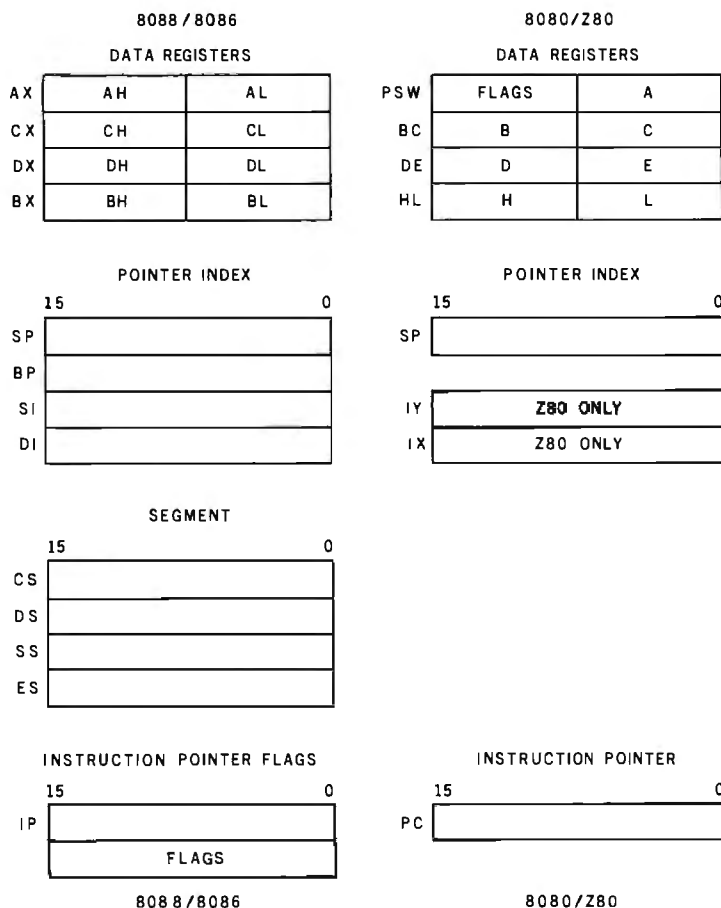 8088/8086
DATA REGISTERS
AX AH AL
CX CH CL
DX DH DL
BX BH BL
POINTER INDEX
15 0
SP
BP
SI
DI
SEGMENT
15 0
CS
DS
SS
ES
INSTRUCTION POINTER FLAGS
15 0
IP
FLAGS
8088/8086
8080/Z80
DATA REGISTERS
PSW FLAGS A
BC B C
DE D E
HL H L
POINTER INDEX
15 0
SP
IY Z80 ONLY
IX Z80 ONLY
INSTRUCTION POINTER
15 0
PC
8080/Z80